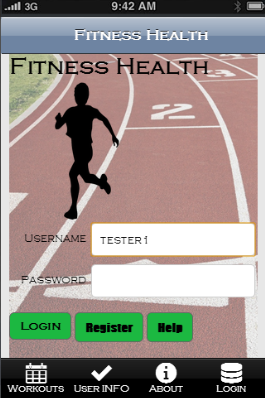 3G 9:42 AM
Fitness Health
Fitness Health
2
Username TESTER1
Password
Login Register Help
Workouts User INFO About Login